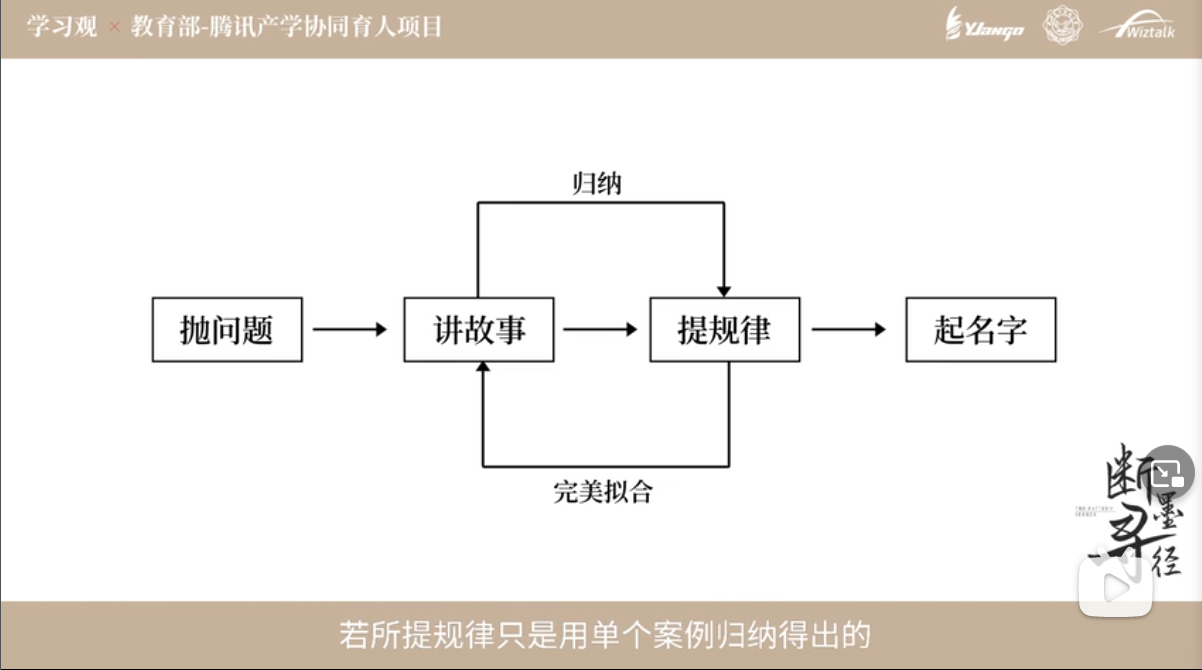 学习观 × 教育部-腾讯产学协同育人项目
YJango
Wiztalk
归纳
抛问题
讲故事
提规律
起名字
完美拟合
断墨寻径
若所提规律只是用单个案例归纳得出的